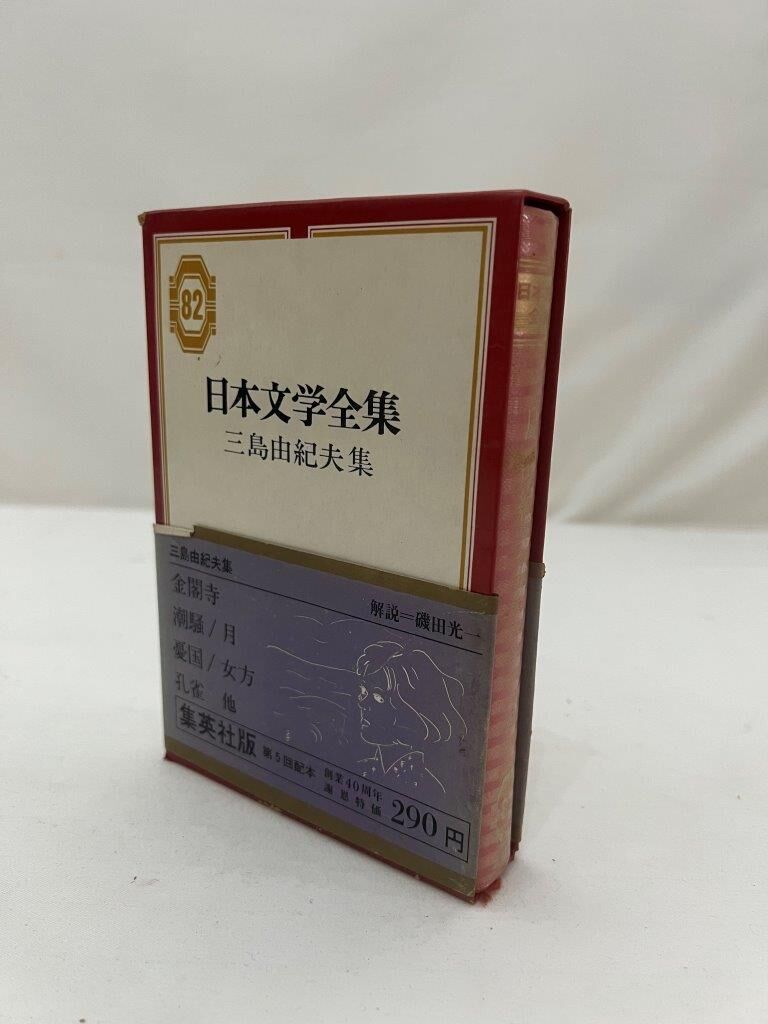 82
日本文学全集
三島由紀夫集
三島由紀夫集
金閣寺
潮騒/月
憂国/女方
孔雀 他
解説=磯田光一
集英社版
第5回配本
創業40周年
謝恩特価
290円
日本